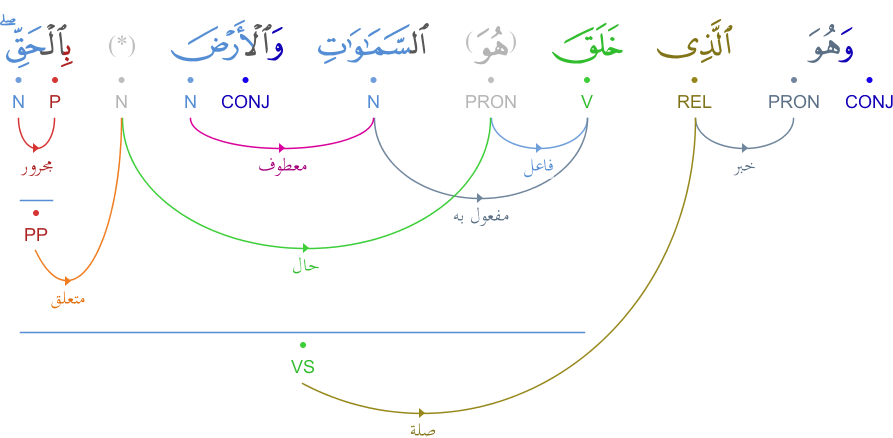 وَهُوَ ٱلَّذِى خَلَقَ (هُوَ) ٱلسَّمَـٰوَٰتِ وَٱلْأَرْضَ (*) بِٱلْحَقِّ ۖ
CONJ PRON REL V PRON N CONJ N N P N
خبر فاعل معطوف مجرور
مفعول به
PP
حال
متعلق
VS
صلة